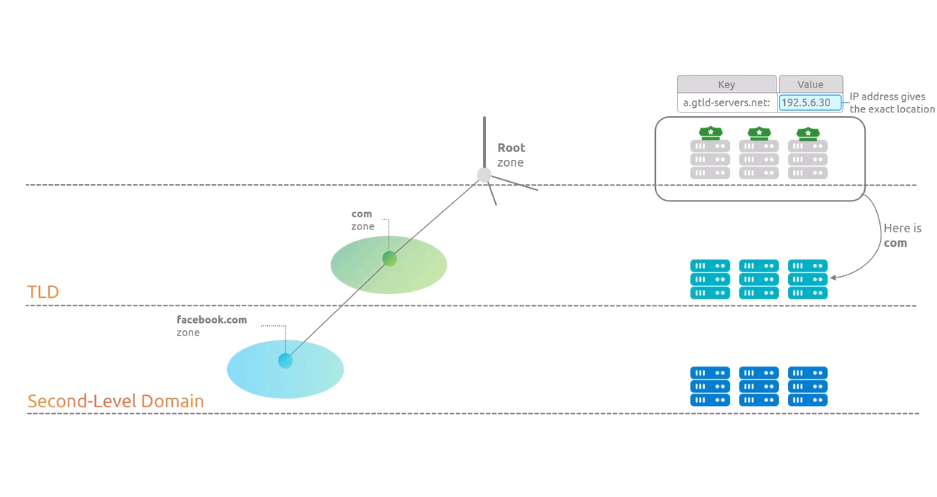 Key Value
a.gtld-servers.net: 192.5.6.30
IP address gives
the exact location
Root
zone
com
zone
Here is
com
TLD
facebook.com
zone
Second-Level Domain